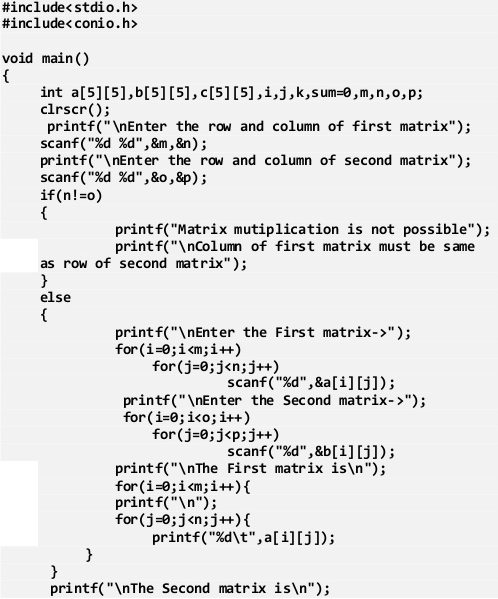 #include<stdio.h>
#include<conio.h>
void main()
{
int a[5][5],b[5][5],c[5][5],i,j,k,sum=0,m,n,o,p;
clrscr();
printf("\nEnter the row and column of first matrix");
scanf("%d %d",&m,&n);
printf("\nEnter the row and column of second matrix");
scanf("%d %d",&o,&p);
if(n!=o)
{
printf("Matrix mutiplication is not possible");
printf("\nColumn of first matrix must be same
as row of second matrix");
}
else
{
printf("\nEnter the First matrix->");
for(i=0;i<m;i++)
for(j=0;j<n;j++)
scanf("%d",&a[i][j]);
printf("\nEnter the Second matrix->");
for(i=0;i<o;i++)
for(j=0;j<p;j++)
scanf("%d",&b[i][j]);
printf("\nThe First matrix is\n");
for(i=0;i<m;i++){
printf("\n");
for(j=0;j<n;j++){
printf("%d\t",a[i][j]);
}
}
printf("\nThe Second matrix is\n");